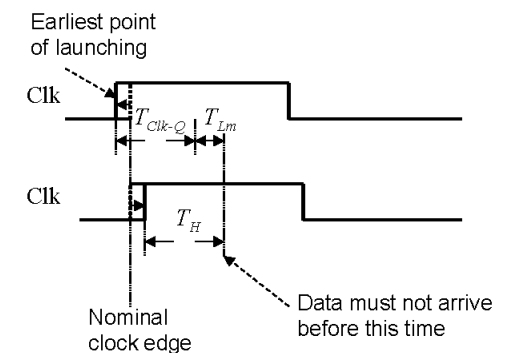 Earliest point
of launching
Clk
T_Clk-Q T_Lm
Clk
T_H
Nominal
clock edge
Data must not arrive
before this time